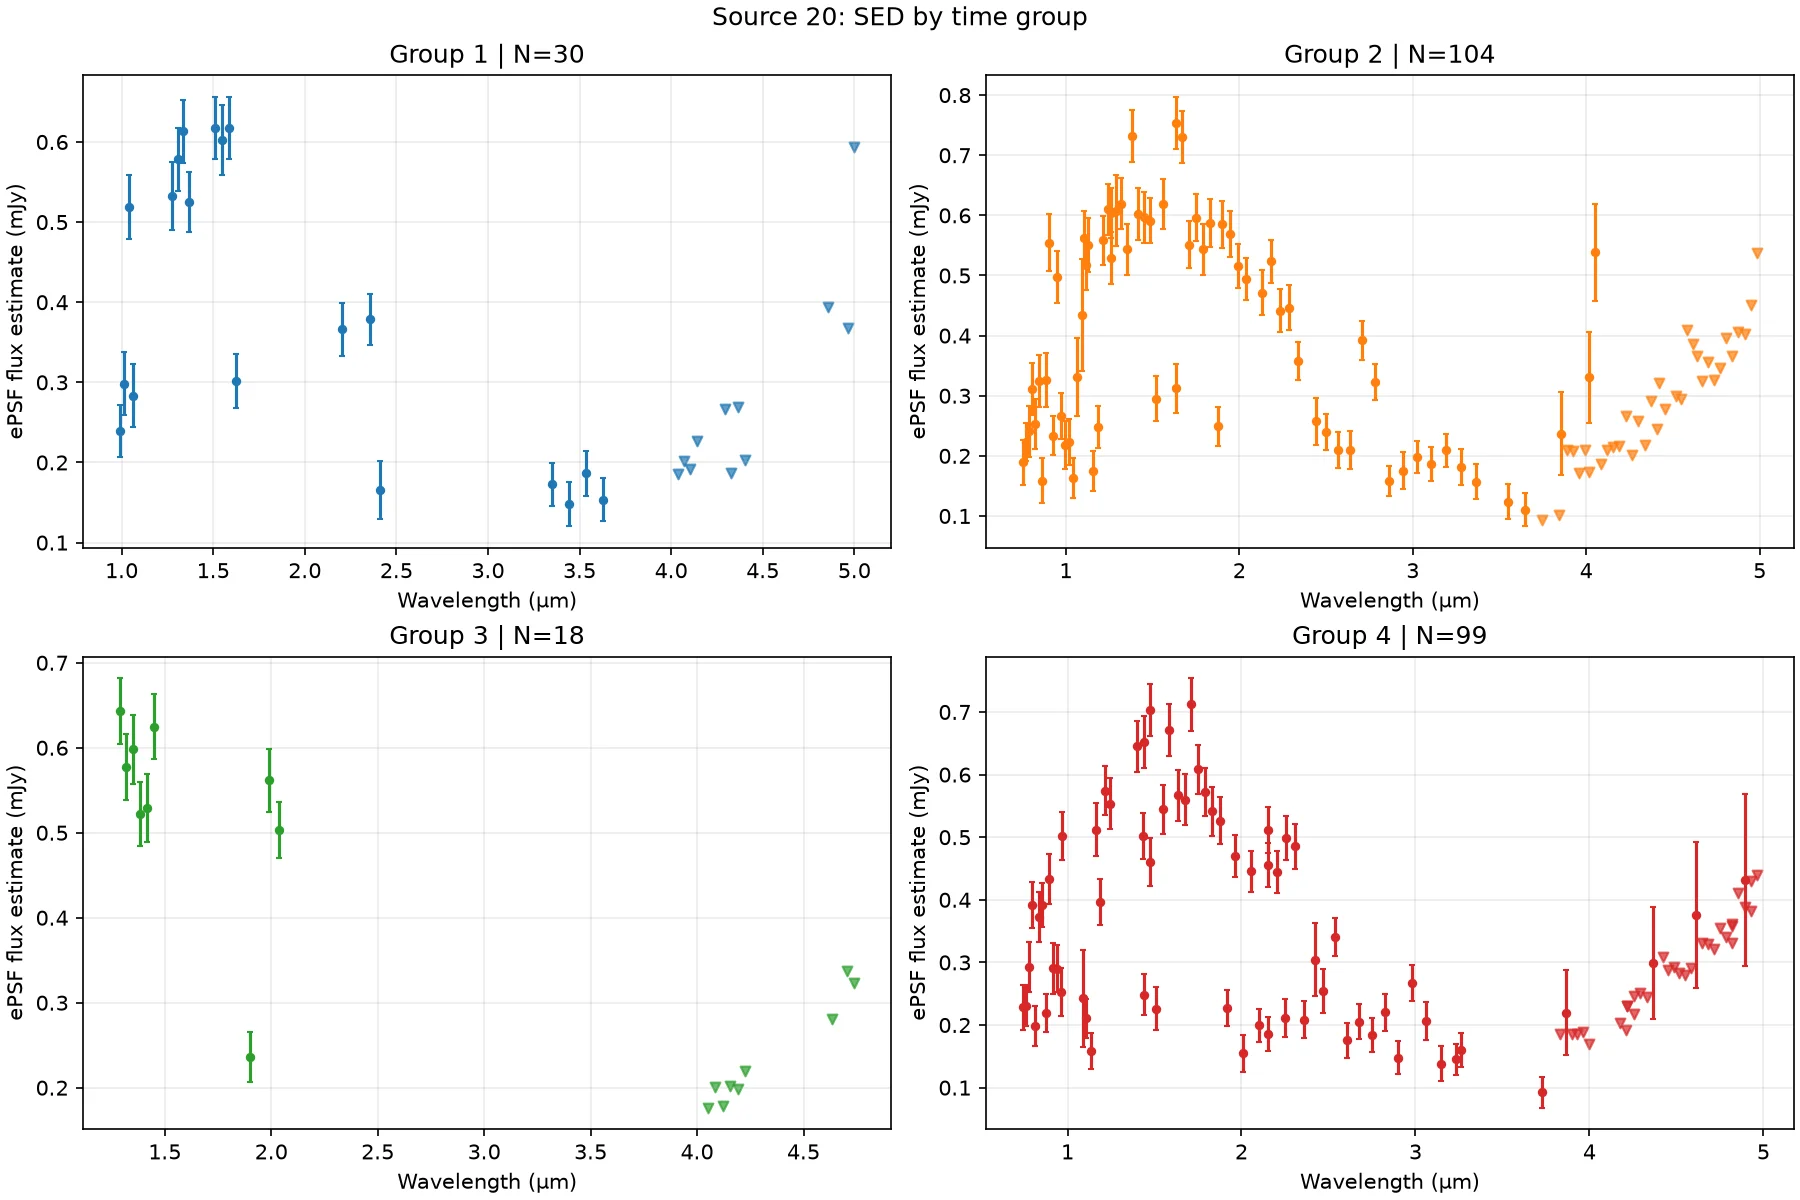 Source 20: SED by time group
Group 1 | N=30
ePSF flux estimate (mJy)
0.6
0.5
0.4
0.3
0.2
0.1
1.0 1.5 2.0 2.5 3.0 3.5 4.0 4.5 5.0
Wavelength (µm)
Group 2 | N=104
ePSF flux estimate (mJy)
0.8
0.7
0.6
0.5
0.4
0.3
0.2
0.1
1 2 3 4 5
Wavelength (µm)
Group 3 | N=18
ePSF flux estimate (mJy)
0.7
0.6
0.5
0.4
0.3
0.2
1.5 2.0 2.5 3.0 3.5 4.0 4.5
Wavelength (µm)
Group 4 | N=99
ePSF flux estimate (mJy)
0.7
0.6
0.5
0.4
0.3
0.2
0.1
1 2 3 4 5
Wavelength (µm)